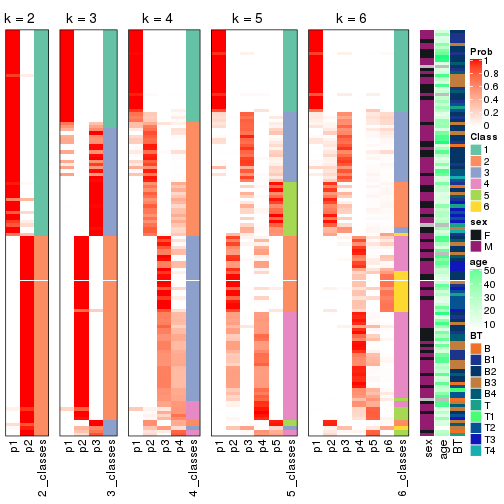 k = 2
k = 3
k = 4
k = 5
k = 6
p1
p2
2_classes
p1
p2
p3
3_classes
p1
p2
p3
p4
4_classes
p1
p2
p3
p4
p5
5_classes
p1
p2
p3
p4
p5
p6
6_classes
sex
age
BT
Prob
1
0.8
0.6
0.4
0.2
0
Class
1
2
3
4
5
6
sex
F
M
age
50
40
30
20
10
BT
B
B1
B2
B3
B4
T
T1
T2
T3
T4